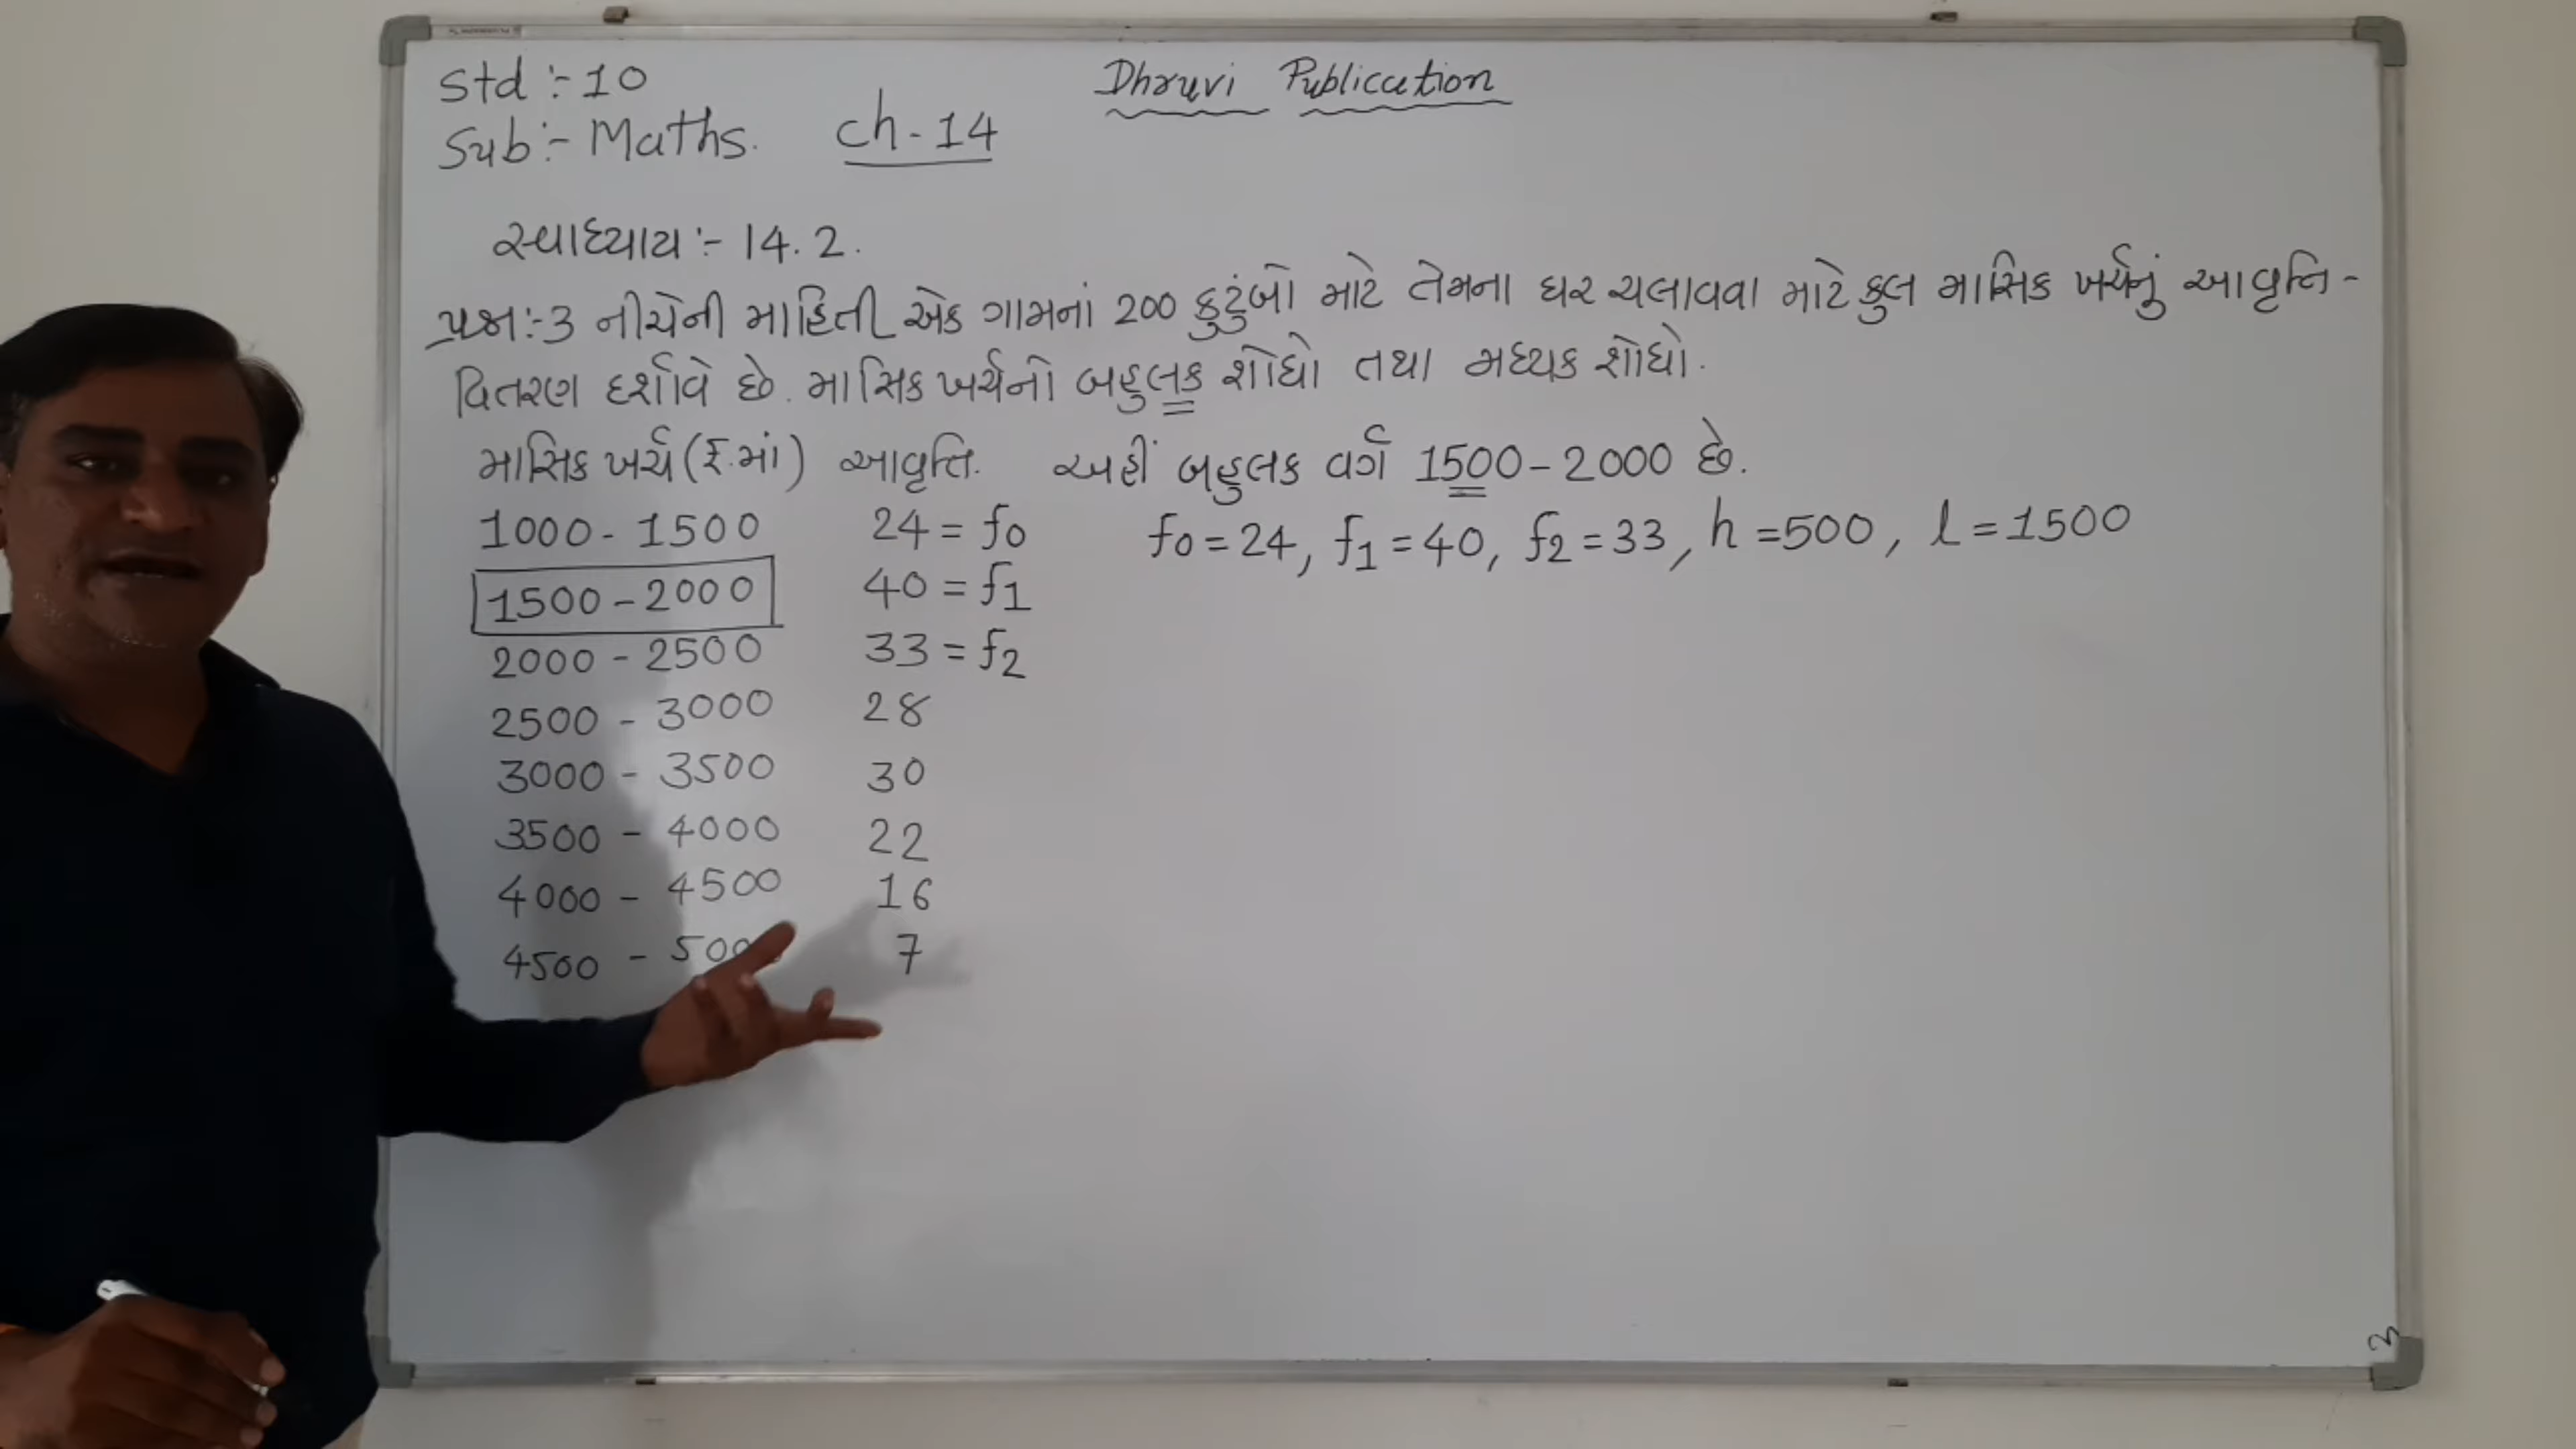 Std :- 10
Dhruvi Publication
Sub :- Maths. ch - 14
સ્વાધ્યાય :- 14.2.
પ્રશ્ન :- 3 નીચેની માહિતી એક ગામનાં 200 કુટુંબો માટે તેમના ઘર ચલાવવા માટે કુલ માસિક ખર્ચનું આવૃત્તિ -
વિતરણ દર્શાવે છે. માસિક ખર્ચનો બહુલક શોધો તથા મધ્યક શોધો.
માસિક ખર્ચ (₹.માં) આવૃત્તિ. અહીં બહુલક વર્ગ 1500 - 2000 છે.
1000 - 1500 24 = f0 f0 = 24, f1 = 40, f2 = 33, h = 500, l = 1500
1500 - 2000 40 = f1
2000 - 2500 33 = f2
2500 - 3000 28
3000 - 3500 30
3500 - 4000 22
4000 - 4500 16
4500 - 7
3